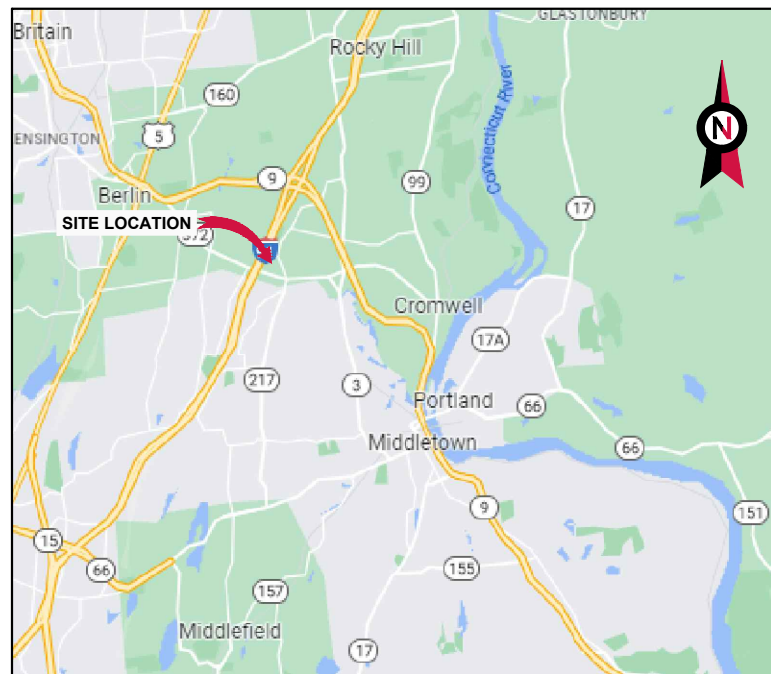 GLASTONBURY
Britain
Rocky Hill
160
Connecticut River
N
5
ENSINGTON
9
99
Berlin
17
SITE LOCATION
372
Cromwell
17A
217
3
Portland
66
Middletown
66
9
151
15
66
155
157
Middlefield
17